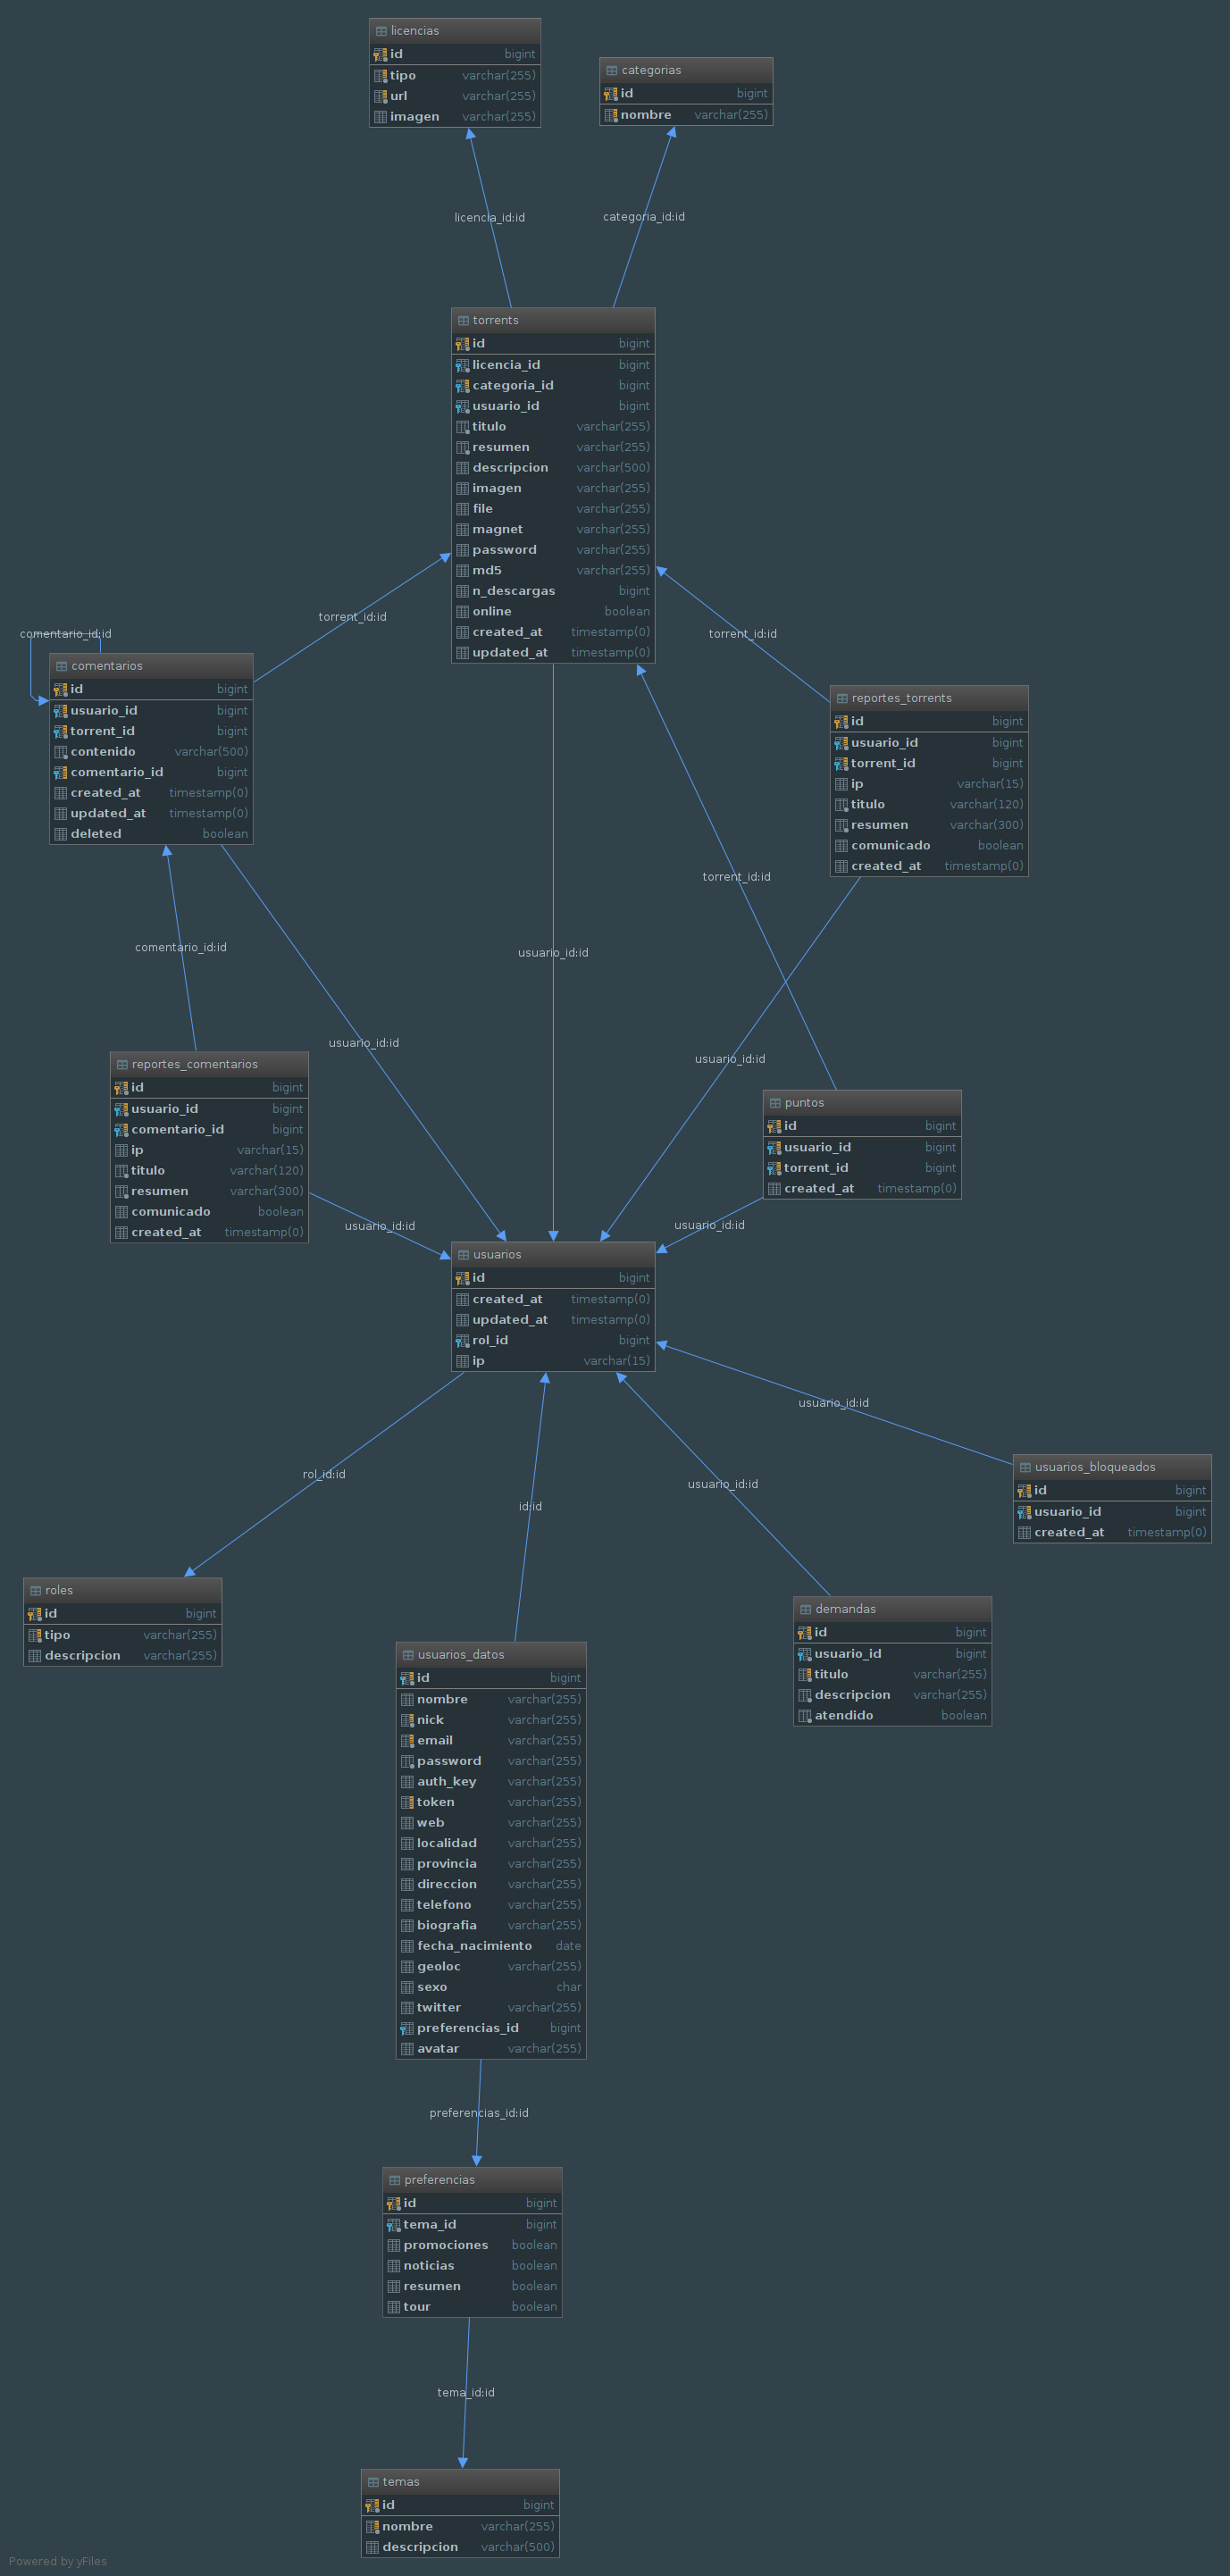 licencias
id bigint
tipo varchar(255)
url varchar(255)
imagen varchar(255)
categorias
id bigint
nombre varchar(255)
licencia_id:id
categoria_id:id
torrents
id bigint
licencia_id bigint
categoria_id bigint
usuario_id bigint
titulo varchar(255)
resumen varchar(255)
descripcion varchar(500)
imagen varchar(255)
file varchar(255)
magnet varchar(255)
password varchar(255)
md5 varchar(255)
n_descargas bigint
online boolean
created_at timestamp(0)
updated_at timestamp(0)
torrent_id:id
comentario_id:id
torrent_id:id
comentarios
id bigint
usuario_id bigint
torrent_id bigint
contenido varchar(500)
comentario_id bigint
created_at timestamp(0)
updated_at timestamp(0)
deleted boolean
reportes_torrents
id bigint
usuario_id bigint
torrent_id bigint
ip varchar(15)
titulo varchar(120)
resumen varchar(300)
comunicado boolean
created_at timestamp(0)
torrent_id:id
comentario_id:id
usuario_id:id
usuario_id:id
usuario_id:id
reportes_comentarios
id bigint
usuario_id bigint
comentario_id bigint
ip varchar(15)
titulo varchar(120)
resumen varchar(300)
comunicado boolean
created_at timestamp(0)
puntos
id bigint
usuario_id bigint
torrent_id bigint
created_at timestamp(0)
usuario_id:id
usuario_id:id
usuarios
id bigint
created_at timestamp(0)
updated_at timestamp(0)
rol_id bigint
ip varchar(15)
usuario_id:id
rol_id:id
usuario_id:id
id:id
usuarios_bloqueados
id bigint
usuario_id bigint
created_at timestamp(0)
roles
id bigint
tipo varchar(255)
descripcion varchar(255)
demandas
id bigint
usuario_id bigint
titulo varchar(255)
descripcion varchar(255)
atendido boolean
usuarios_datos
id bigint
nombre varchar(255)
nick varchar(255)
email varchar(255)
password varchar(255)
auth_key varchar(255)
token varchar(255)
web varchar(255)
localidad varchar(255)
provincia varchar(255)
direccion varchar(255)
telefono varchar(255)
biografia varchar(255)
fecha_nacimiento date
geoloc varchar(255)
sexo char
twitter varchar(255)
preferencias_id bigint
avatar varchar(255)
preferencias_id:id
preferencias
id bigint
tema_id bigint
promociones boolean
noticias boolean
resumen boolean
tour boolean
tema_id:id
temas
id bigint
nombre varchar(255)
descripcion varchar(500)
Powered by yFiles